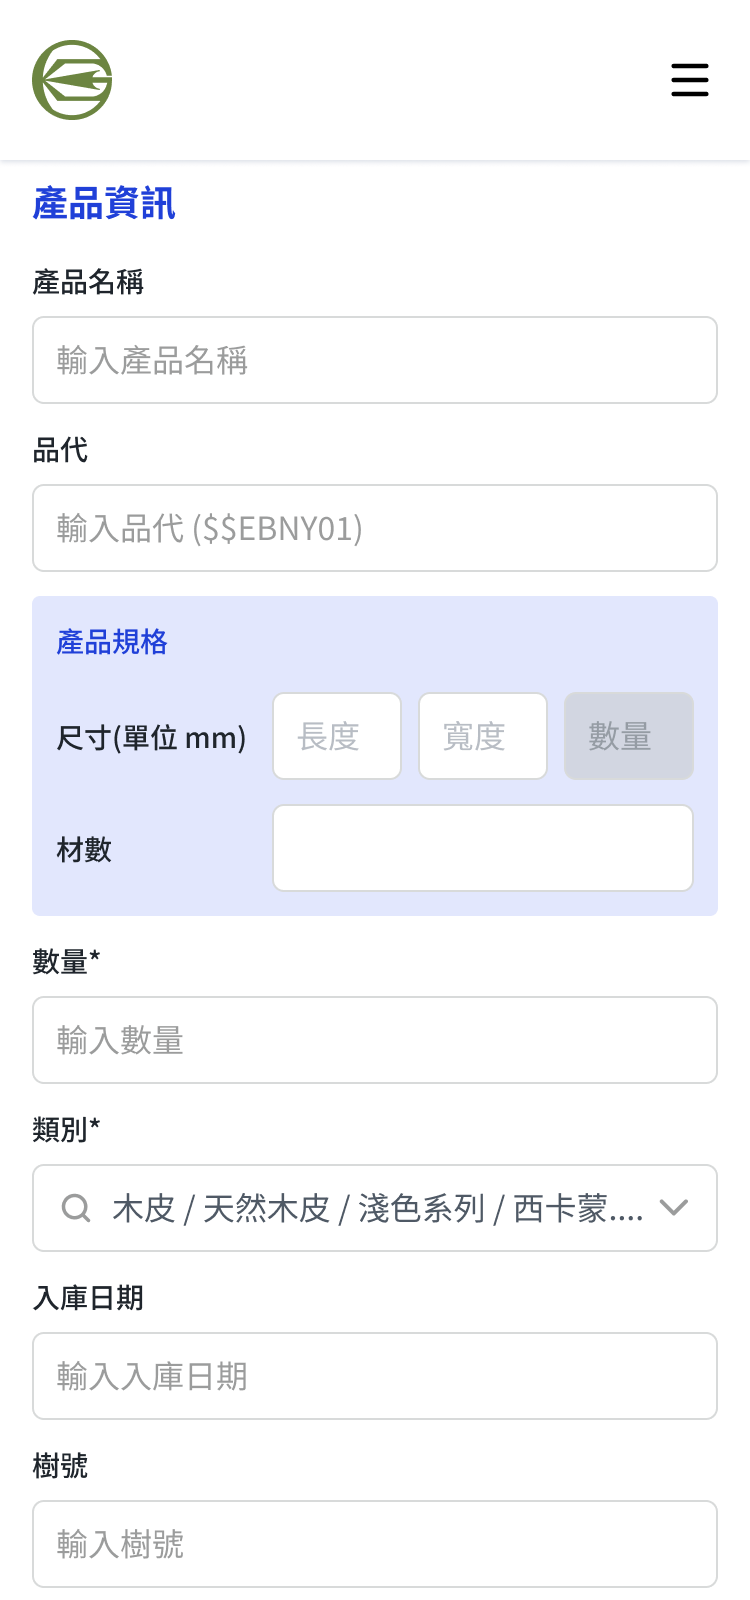 產品資訊
產品名稱
輸入產品名稱
品代
輸入品代 ($$EBNY01)
產品規格
尺寸(單位 mm) 長度 寬度 數量
材數
數量*
輸入數量
類別*
木皮 / 天然木皮 / 淺色系列 / 西卡蒙....
入庫日期
輸入入庫日期
樹號
輸入樹號